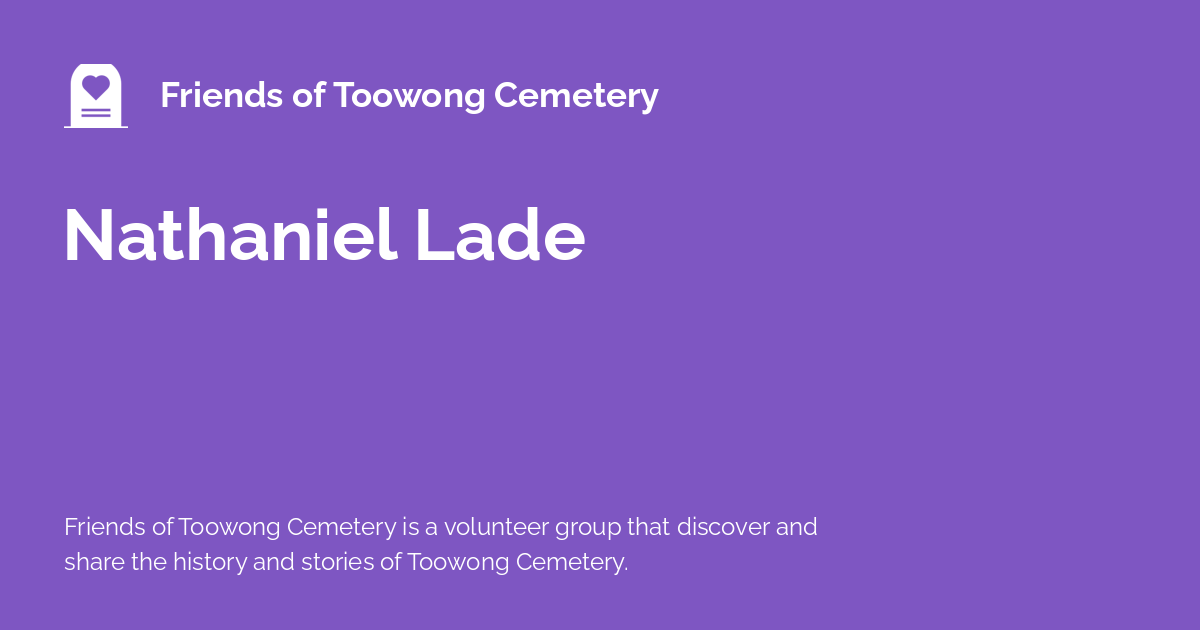 Friends of Toowong Cemetery
Nathaniel Lade
Friends of Toowong Cemetery is a volunteer group that discover and
share the history and stories of Toowong Cemetery.